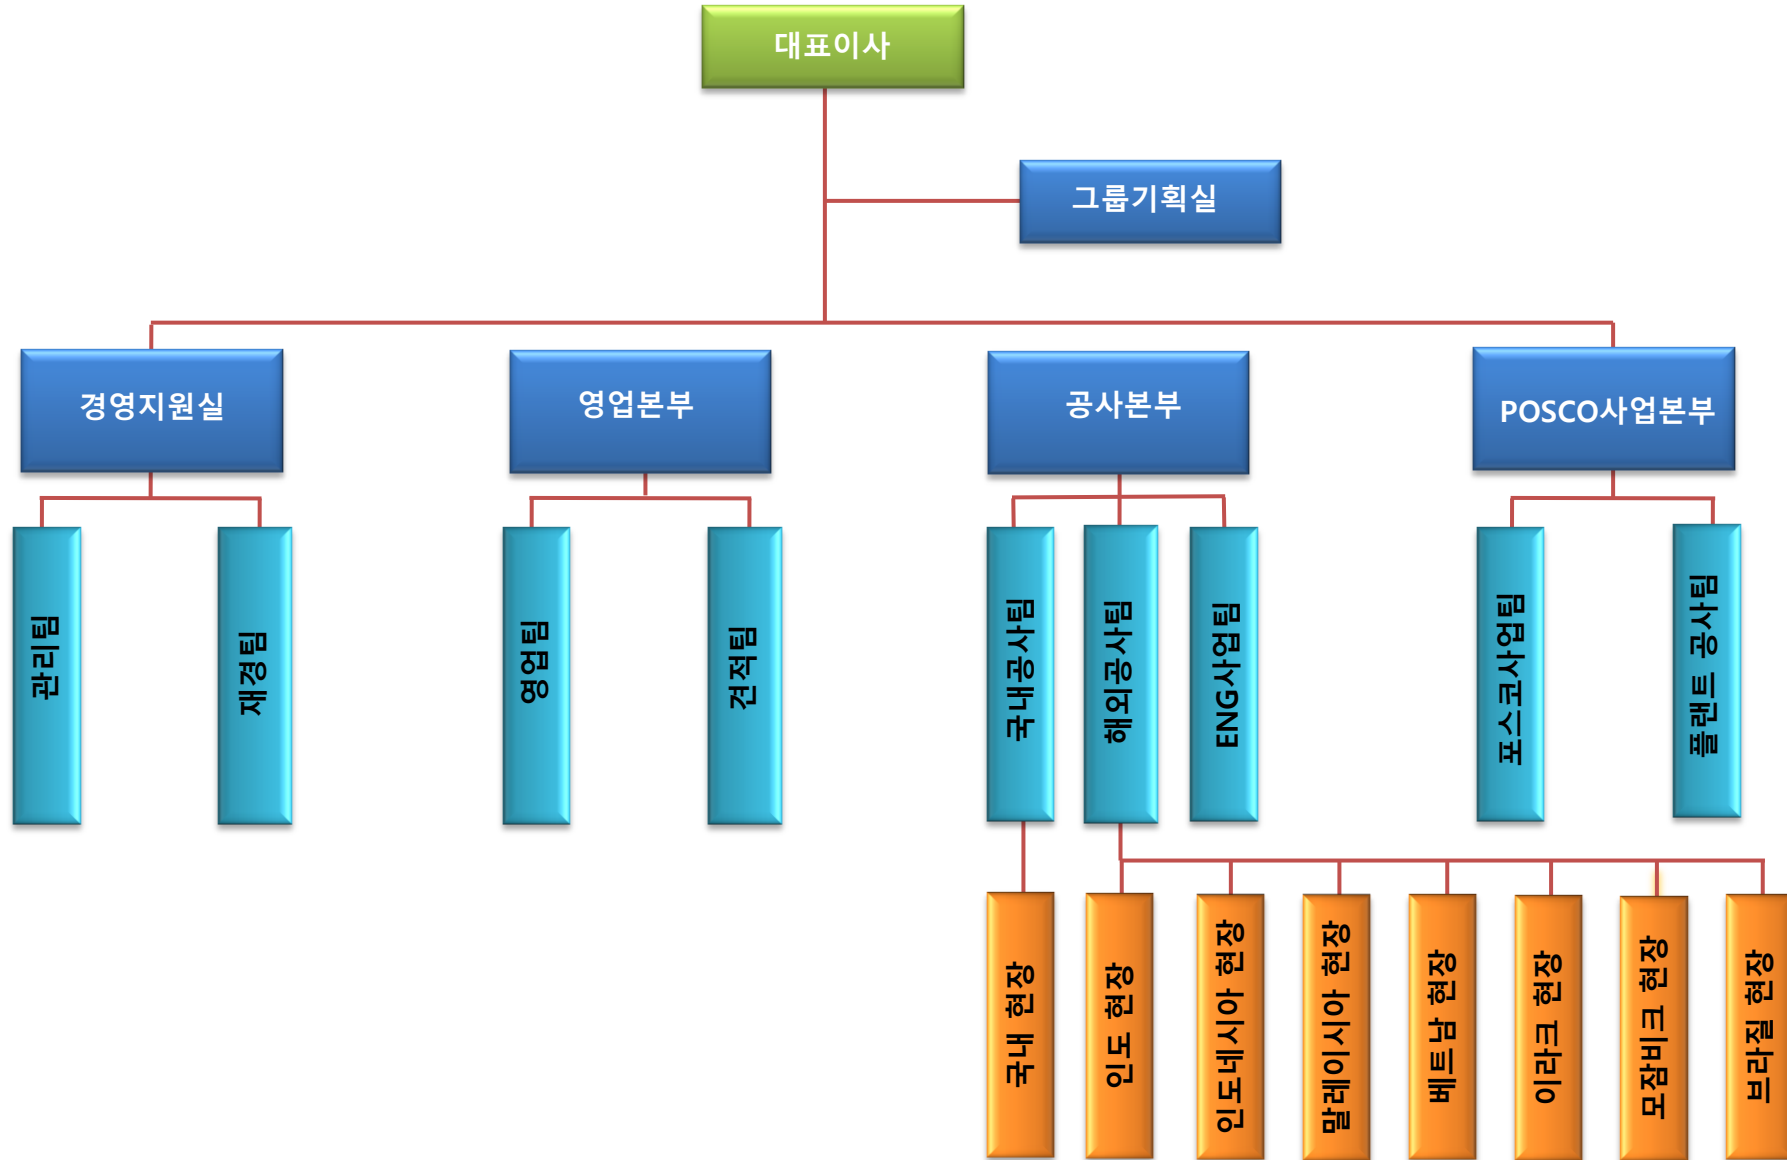 대표이사
그룹기획실
경영지원실
영업본부
공사본부
POSCO사업본부
관리팀
재경팀
영업팀
견적팀
국내공사팀
해외공사팀
ENG사업팀
포스코사업팀
플랜트 공사팀
국내 현장
인도 현장
인도네시아 현장
말레이시아 현장
베트남 현장
이라크 현장
모잠비크 현장
브라질 현장